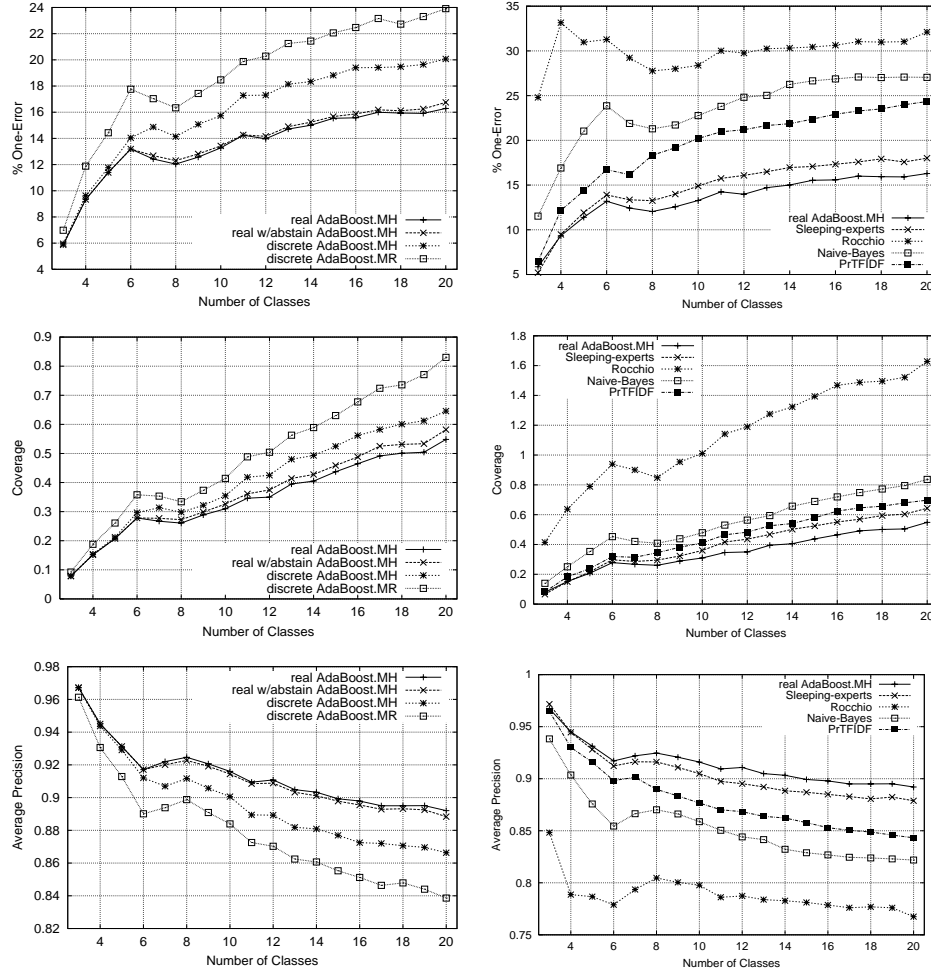 24
22
20
18
16
14
12
10
8
6
4
% One-Error
real AdaBoost.MH
real w/abstain AdaBoost.MH
discrete AdaBoost.MH
discrete AdaBoost.MR
4 6 8 10 12 14 16 18 20
Number of Classes
35
30
25
20
15
10
5
% One-Error
real AdaBoost.MH
Sleeping-experts
Rocchio
Naive-Bayes
PrTFIDF
4 6 8 10 12 14 16 18 20
Number of Classes
0.9
0.8
0.7
0.6
0.5
0.4
0.3
0.2
0.1
0
Coverage
real AdaBoost.MH
real w/abstain AdaBoost.MH
discrete AdaBoost.MH
discrete AdaBoost.MR
4 6 8 10 12 14 16 18 20
Number of Classes
1.8
1.6
1.4
1.2
1
0.8
0.6
0.4
0.2
0
Coverage
real AdaBoost.MH
Sleeping-experts
Rocchio
Naive-Bayes
PrTFIDF
4 6 8 10 12 14 16 18 20
Number of Classes
0.98
0.96
0.94
0.92
0.9
0.88
0.86
0.84
0.82
Average Precision
real AdaBoost.MH
real w/abstain AdaBoost.MH
discrete AdaBoost.MH
discrete AdaBoost.MR
4 6 8 10 12 14 16 18 20
Number of Classes
0.95
0.9
0.85
0.8
0.75
Average Precision
real AdaBoost.MH
Sleeping-experts
Rocchio
Naive-Bayes
PrTFIDF
4 6 8 10 12 14 16 18 20
Number of Classes